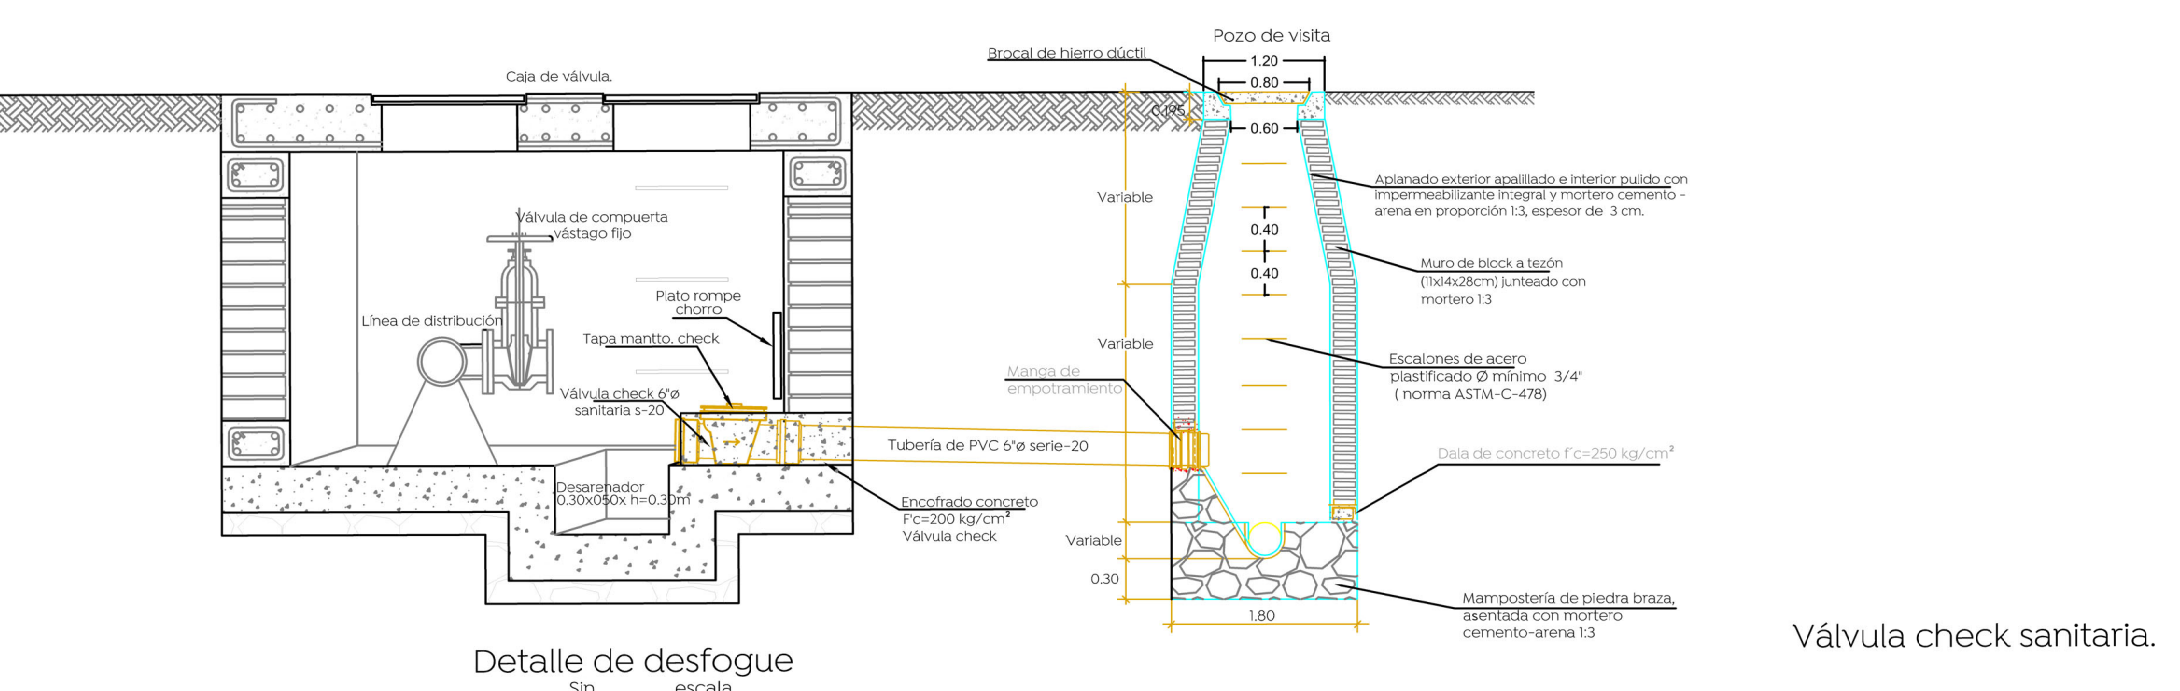 Caja de válvula.
Válvula de compuerta
vástago fijo
Línea de distribución
Plato rompe
chorro
Tapa mantto. check
Válvula check 6"ø
sanitaria s-20
Desarenador
0.30x050x h=0.30m
Encofrado concreto
F'c=200 kg/cm²
Válvula check
Tubería de PVC 6"ø serie-20
Detalle de desfogue
Sin escala
Pozo de visita
Brocal de hierro dúctil
1.20
0.80
0.195
0.60
Variable
0.40
0.40
Variable
Manga de
empotramiento
Variable
0.30
1.80
Aplanado exterior apalillado e interior pulido con
impermeabilizante integral y mortero cemento -
arena en proporción 1:3, espesor de 3 cm.
Muro de block a tezón
(11x14x28cm) junteado con
mortero 1:3
Escalones de acero
plastificado Ø mínimo 3/4"
( norma ASTM-C-478)
Dala de concreto f´c=250 kg/cm²
Mampostería de piedra braza,
asentada con mortero
cemento-arena 1:3
Válvula check sanitaria.